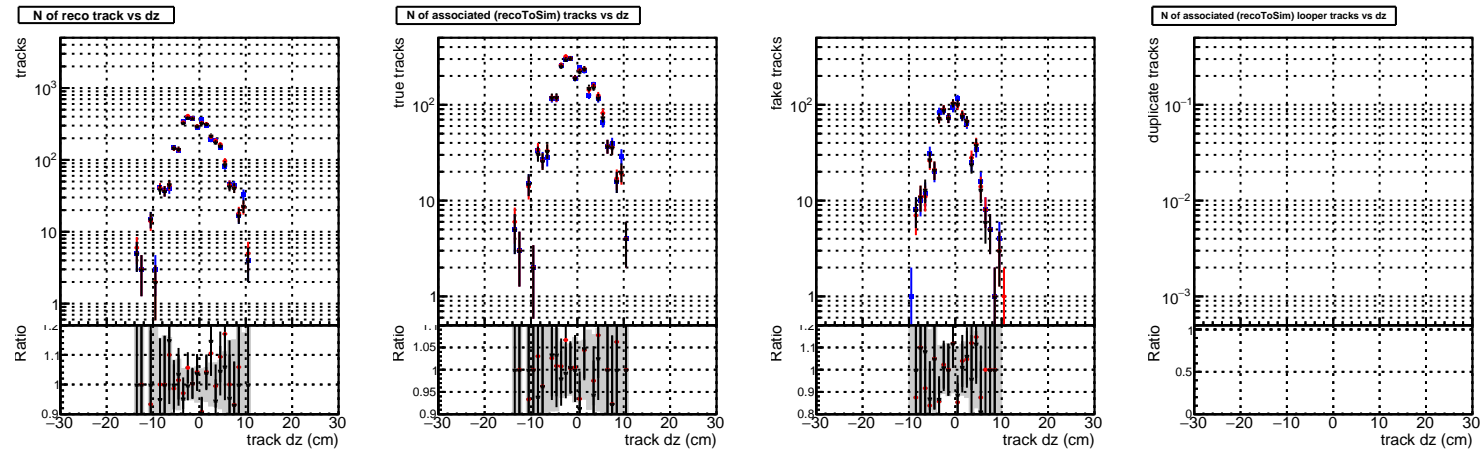 N of reco track vs dz
tracks
10³
10²
10
1
Ratio
1.2
1.1
1
0.9
−30 −20 −10 0 10 20 30
track dz (cm)
N of associated (recoToSim) tracks vs dz
true tracks
10²
10
1
Ratio
1.05
1
0.95
0.9
−30 −20 −10 0 10 20 30
track dz (cm)
fake tracks
10²
10
1
Ratio
1.2
1.1
1
0.9
0.8
−30 −20 −10 0 10 20 30
track dz (cm)
N of associated (recoToSim) looper tracks vs dz
duplicate tracks
10⁻¹
10⁻²
10⁻³
Ratio
1
0.5
0
−30 −20 −10 0 10 20 30
track dz (cm)